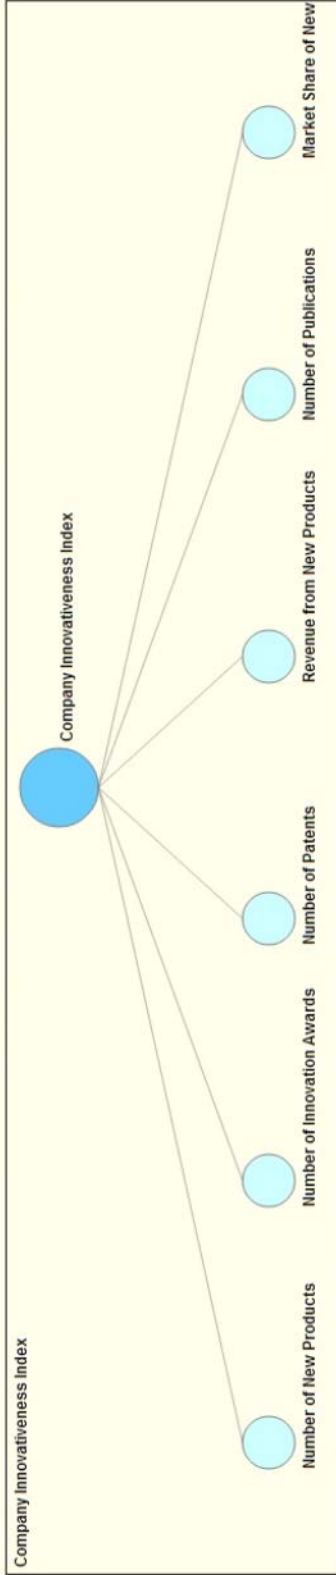 Company Innovativeness Index
Company Innovativeness Index
Number of New Products
Number of Innovation Awards
Number of Patents
Revenue from New Products
Number of Publications
Market Share of New